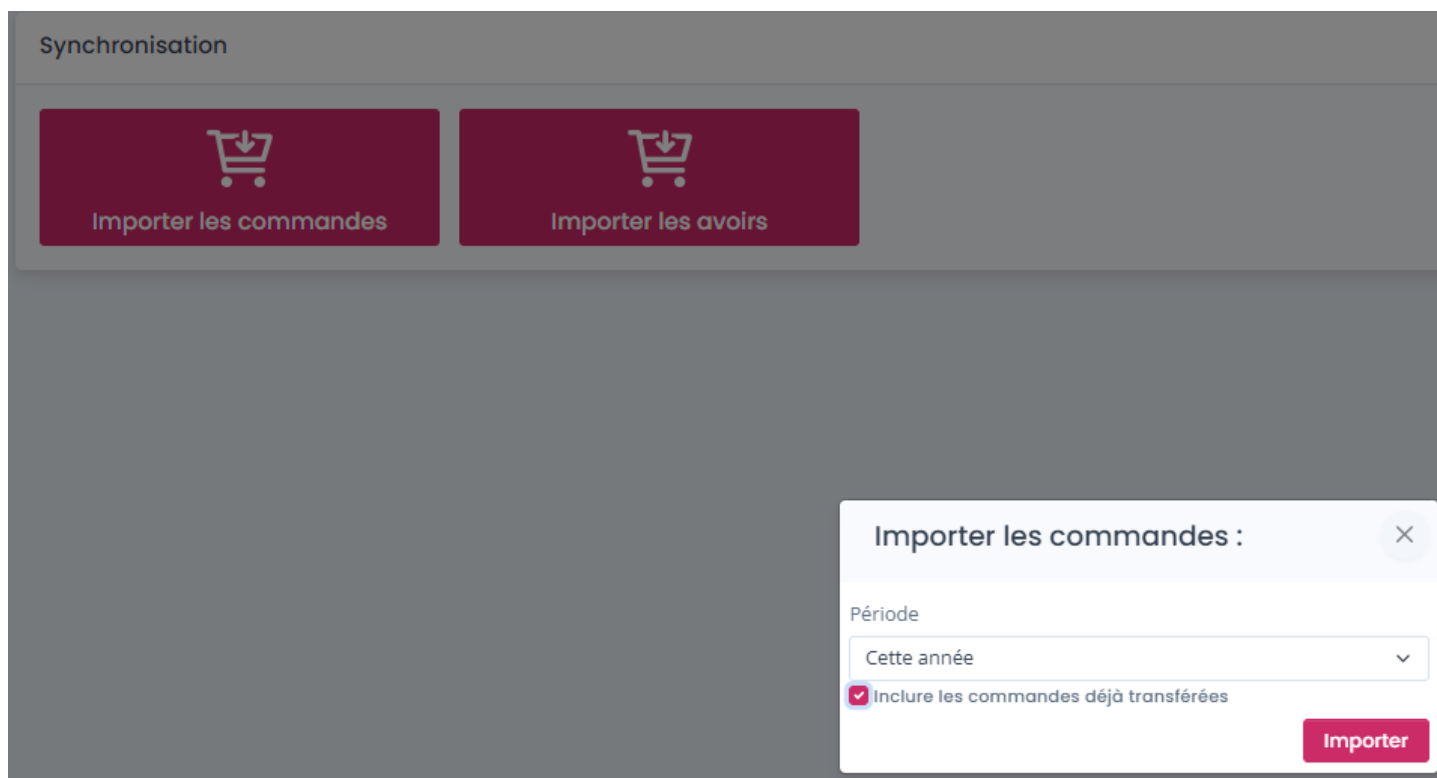 Synchronisation
Importer les commandes
Importer les avoirs
Importer les commandes :
Période
Cette année
Inclure les commandes déjà transférées
Importer